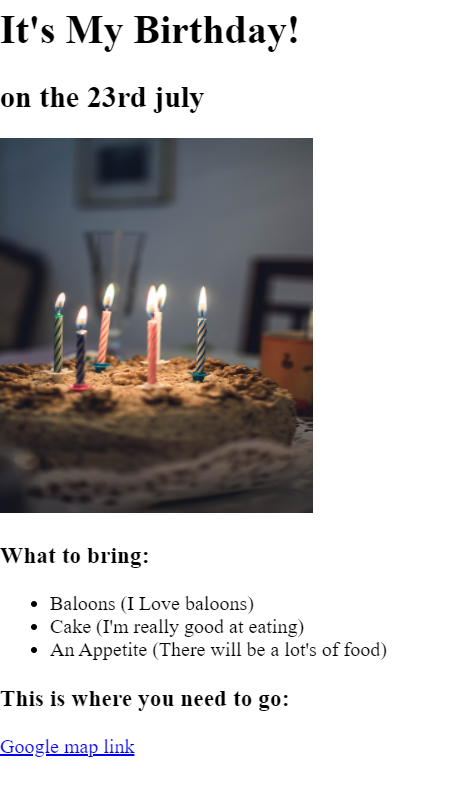 It's My Birthday!
on the 23rd july
What to bring:
Baloons (I Love baloons)
Cake (I'm really good at eating)
An Appetite (There will be a lot's of food)
This is where you need to go:
Google map link